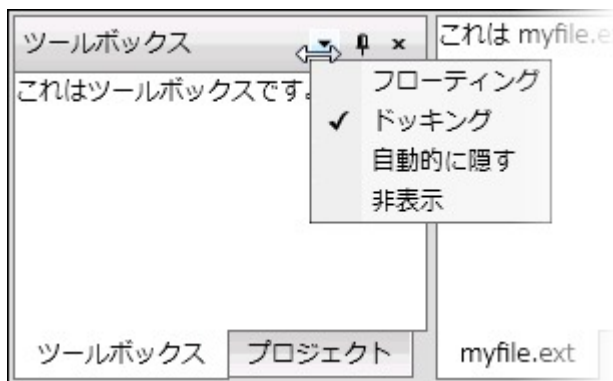 ツールボックス
これは myfile.e
これはツールボックスです。
フローティング
ドッキング
自動的に隠す
非表示
ツールボックス
プロジェクト
myfile.ext